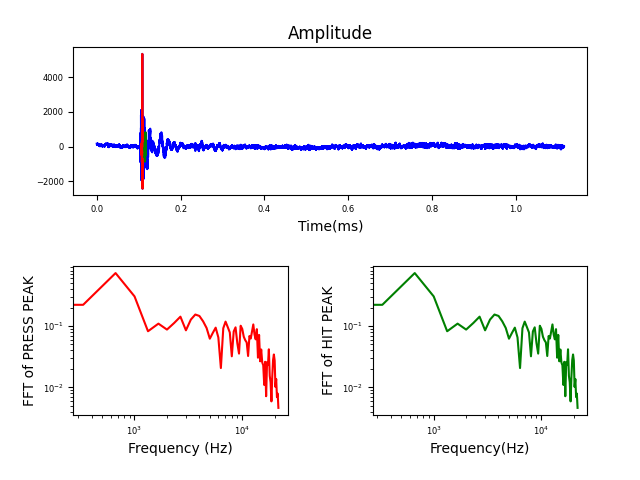 Amplitude
4000
2000
0
−2000
0.0 0.2 0.4 0.6 0.8 1.0
Time(ms)
FFT of PRESS PEAK
10⁻¹
10⁻²
10³ 10⁴
Frequency (Hz)
FFT of HIT PEAK
10⁻¹
10⁻²
10³ 10⁴
Frequency(Hz)